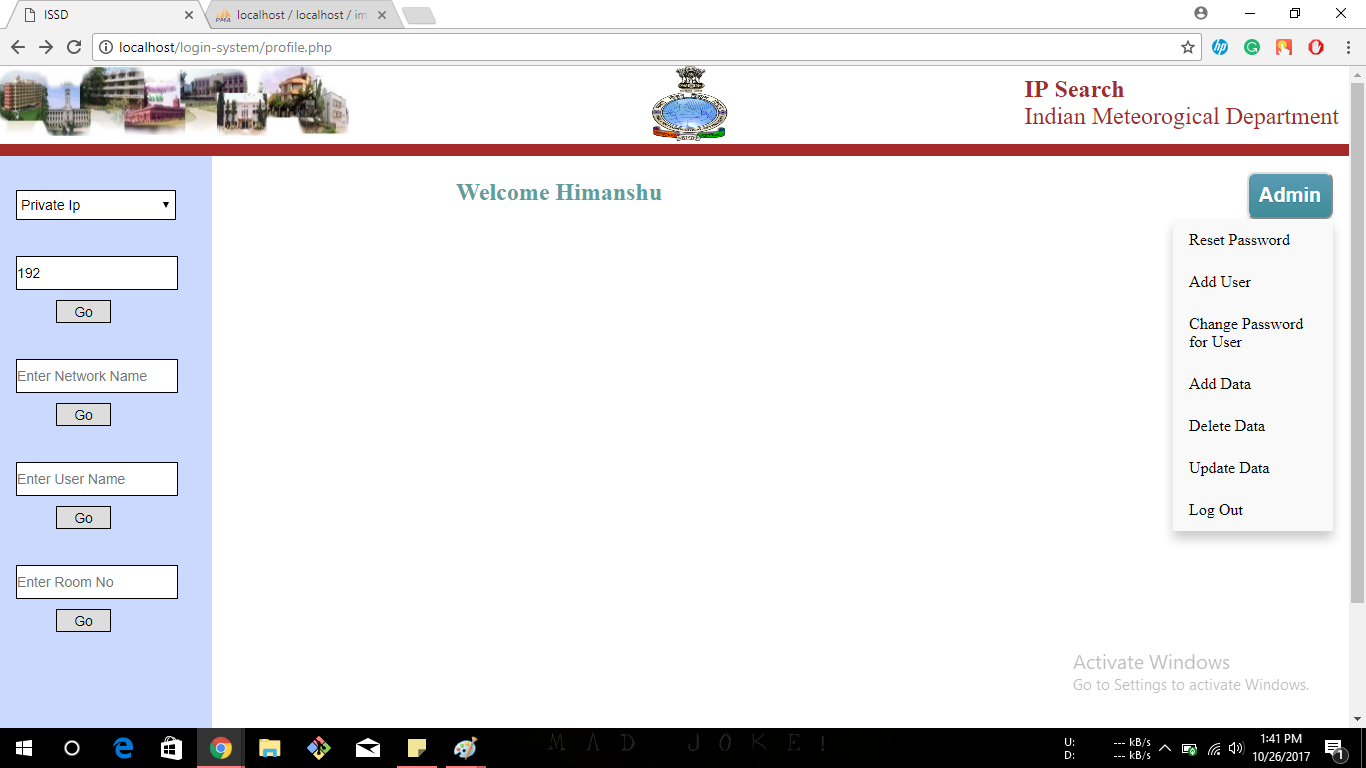 ISSD
localhost / localhost / im
localhost/login-system/profile.php
IP Search
Indian Meteorogical Department
Welcome Himanshu
Admin
Private Ip
192
Go
Enter Network Name
Go
Enter User Name
Go
Enter Room No
Go
Reset Password
Add User
Change Password
for User
Add Data
Delete Data
Update Data
Log Out
Activate Windows
Go to Settings to activate Windows.
MAD JOKE!
U: --- kB/s
D: --- kB/s
1:41 PM
10/26/2017
1